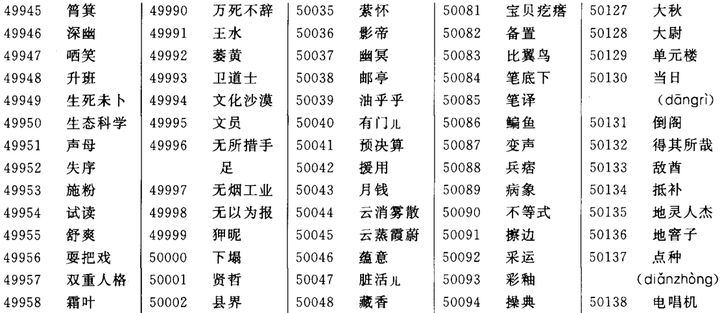 49945 筲箕
49946 深幽
49947 哂笑
49948 升班
49949 生死未卜
49950 生态科学
49951 声母
49952 失序
49953 施粉
49954 试读
49955 舒爽
49956 耍把戏
49957 双重人格
49958 霜叶
49990 万死不辞
49991 王水
49992 萎黄
49993 卫道士
49994 文化沙漠
49995 文员
49996 无所措手
足
49997 无烟工业
49998 无以为报
49999 狎昵
50000 下塌
50001 贤哲
50002 县界
50035 萦怀
50036 影帝
50037 幽冥
50038 邮亭
50039 油乎乎
50040 有门儿
50041 预决算
50042 援用
50043 月钱
50044 云消雾散
50045 云蒸霞蔚
50046 蕴意
50047 脏活儿
50048 藏香
50081 宝贝疙瘩
50082 备置
50083 比翼鸟
50084 笔底下
50085 笔译
50086 鳊鱼
50087 变声
50088 兵痞
50089 病象
50090 不等式
50091 擦边
50092 采运
50093 彩釉
50094 操典
50127 大秋
50128 大尉
50129 单元楼
50130 当日
(dāngrì)
50131 倒阁
50132 得其所哉
50133 敌酋
50134 抵补
50135 地灵人杰
50136 地窖子
50137 点种
(diǎnzhòng)
50138 电唱机